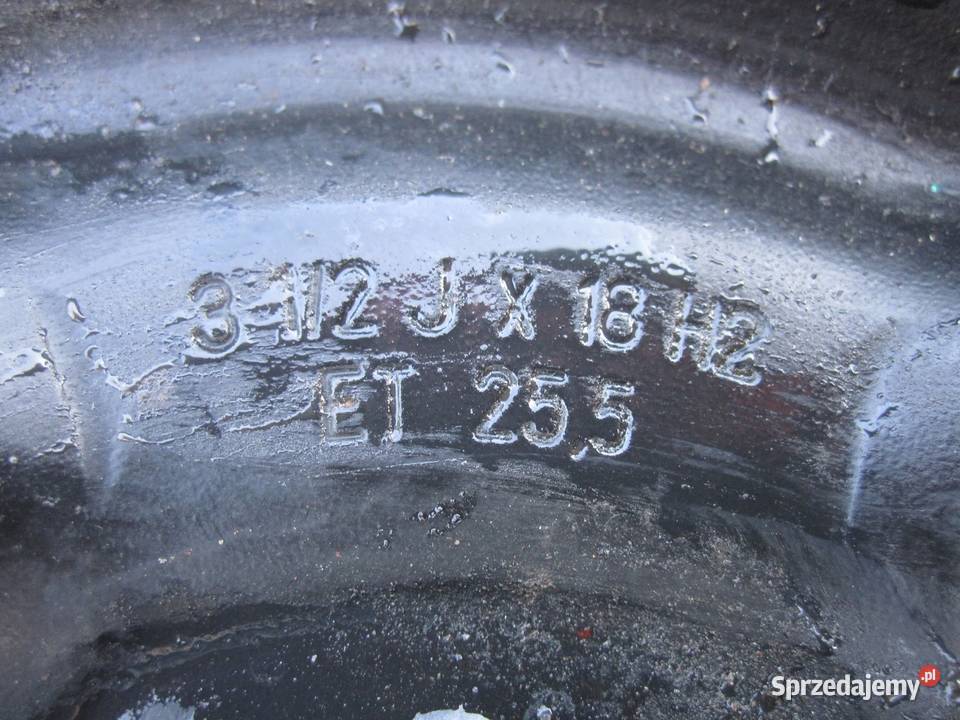 3-1/2 J X 18 H2
ET 25,5
Sprzedajemy.pl